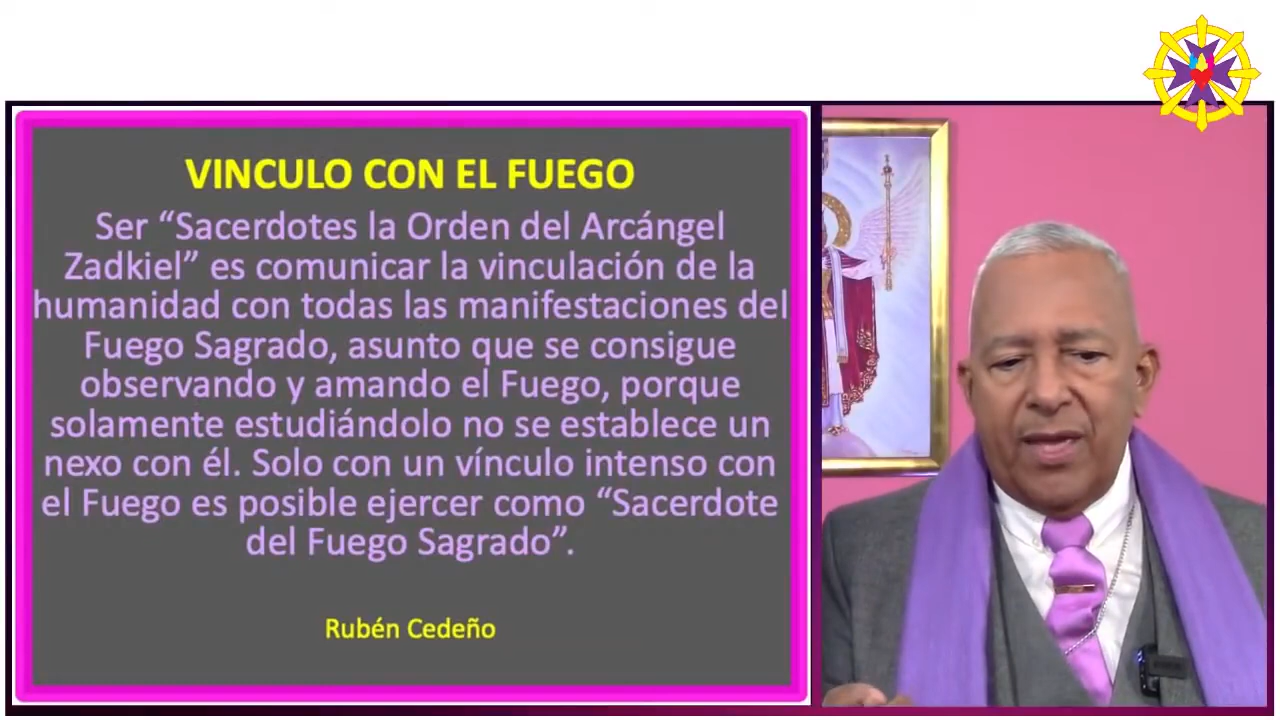 VINCULO CON EL FUEGO
Ser “Sacerdotes la Orden del Arcángel
Zadkiel” es comunicar la vinculación de la
humanidad con todas las manifestaciones del
Fuego Sagrado, asunto que se consigue
observando y amando el Fuego, porque
solamente estudiándolo no se establece un
nexo con él. Solo con un vínculo intenso con
el Fuego es posible ejercer como “Sacerdote
del Fuego Sagrado”.
Rubén Cedeño